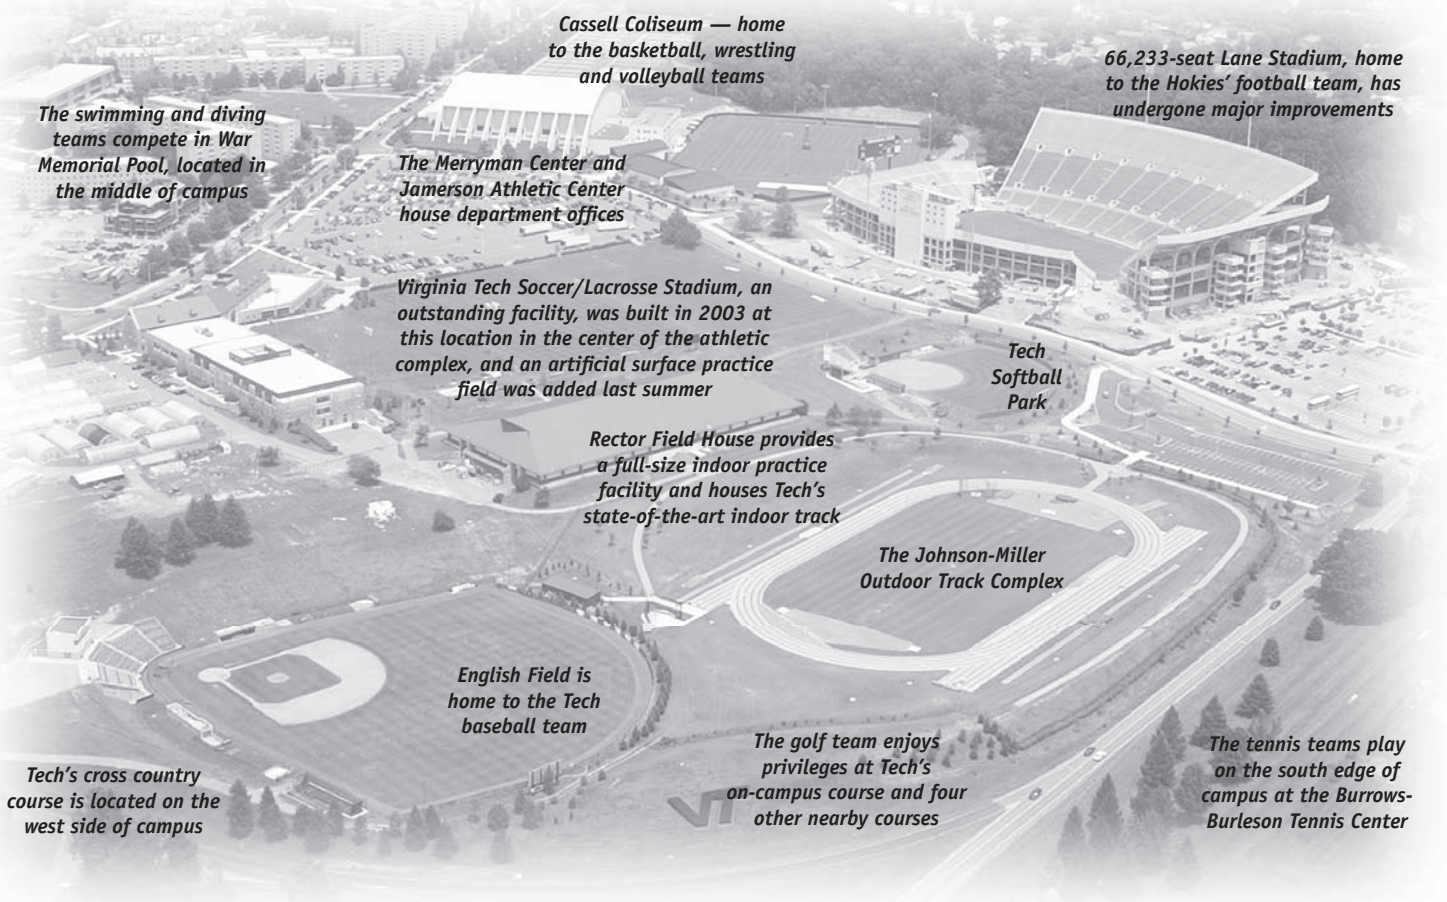 Cassell Coliseum — home
to the basketball, wrestling
and volleyball teams
66,233-seat Lane Stadium, home
to the Hokies’ football team, has
undergone major improvements
The swimming and diving
teams compete in War
Memorial Pool, located in
the middle of campus
The Merryman Center and
Jamerson Athletic Center
house department offices
Virginia Tech Soccer/Lacrosse Stadium, an
outstanding facility, was built in 2003 at
this location in the center of the athletic
complex, and an artificial surface practice
field was added last summer
Tech
Softball
Park
Rector Field House provides
a full-size indoor practice
facility and houses Tech’s
state-of-the-art indoor track
The Johnson-Miller
Outdoor Track Complex
English Field is
home to the Tech
baseball team
Tech’s cross country
course is located on the
west side of campus
The golf team enjoys
privileges at Tech’s
on-campus course and four
other nearby courses
VT
The tennis teams play
on the south edge of
campus at the Burrows-
Burleson Tennis Center